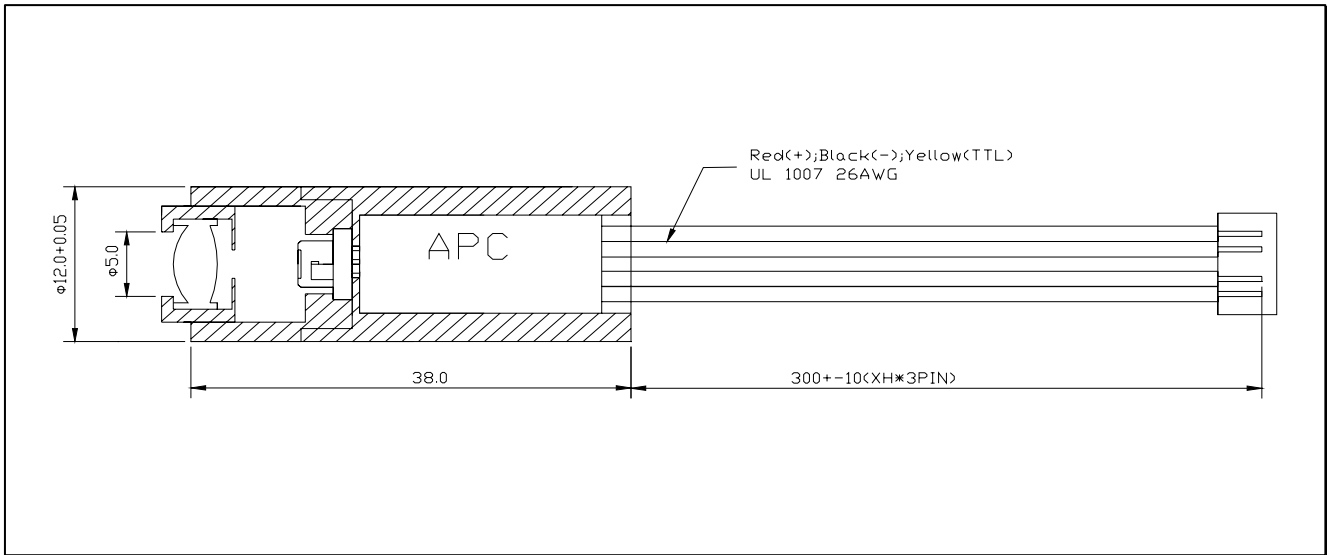 Red(+);Black(-);Yellow(TTL)
UL 1007 26AWG
APC
Φ12.0+0.05
Φ5.0
38.0
300+-10(XH*3PIN)